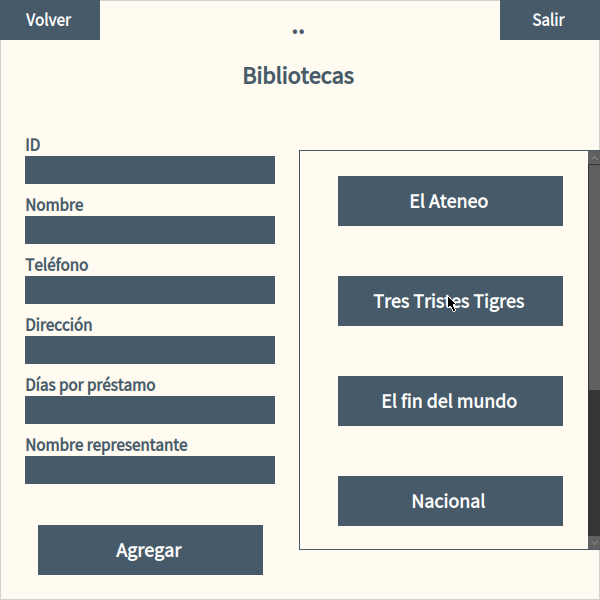 Volver
Salir
..
Bibliotecas
ID
Nombre
Teléfono
Dirección
Días por préstamo
Nombre representante
Agregar
El Ateneo
Tres Tristes Tigres
El fin del mundo
Nacional